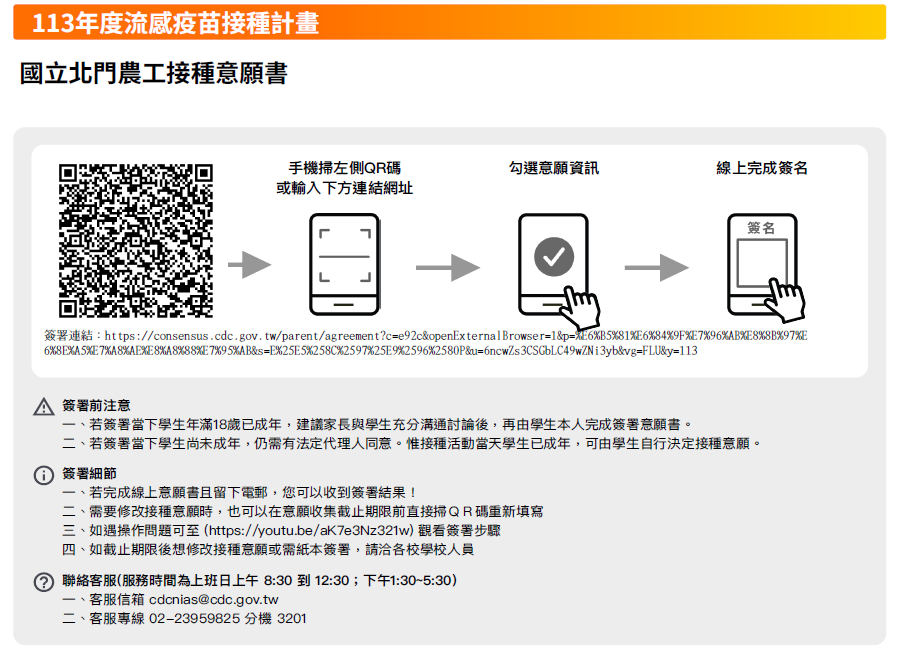 113年度流感疫苗接種計畫
國立北門農工接種意願書
手機掃左側QR碼
或輸入下方連結網址
勾選意願資訊
線上完成簽名
簽名
簽署連結：https://consensus.cdc.gov.tw/parent/agreement?c=e92c&openExternalBrowser=1&p=%E6%B5%81%E6%84%9F%E7%96%AB%E8%8B%97%E
6%8E%A5%E7%A8%AE%E8%A8%88%E7%95%AB&s=E%25E5%258C%2597%25E9%2596%2580P&u=6ncwZs3CSGbLC49wZNi3yb&vg=FLU&y=113
簽署前注意
一、若簽署當下學生年滿18歲已成年，建議家長與學生充分溝通討論後，再由學生本人完成簽署意願書。
二、若簽署當下學生尚未成年，仍需有法定代理人同意。惟接種活動當天學生已成年，可由學生自行決定接種意願。
簽署細節
一、若完成線上意願書且留下電郵，您可以收到簽署結果！
二、需要修改接種意願時，也可以在意願收集截止期限前直接掃ＱＲ碼重新填寫
三、如遇操作問題可至 (https://youtu.be/aK7e3Nz321w) 觀看簽署步驟
四、如截止期限後想修改接種意願或需紙本簽署，請洽各校學校人員
聯絡客服(服務時間為上班日上午 8:30 到 12:30；下午1:30~5:30)
一、客服信箱 cdcnias@cdc.gov.tw
二、客服專線 02-23959825 分機 3201